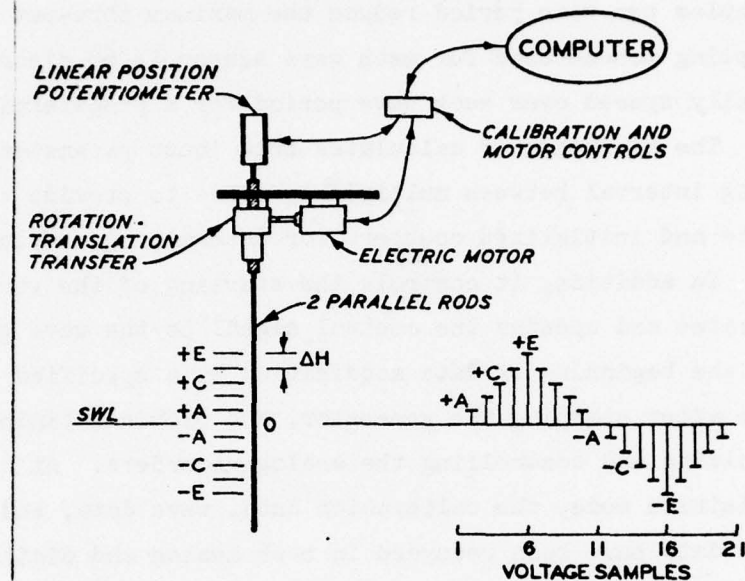 COMPUTER
LINEAR POSITION
POTENTIOMETER
CALIBRATION AND
MOTOR CONTROLS
ROTATION -
TRANSLATION
TRANSFER
ELECTRIC MOTOR
2 PARALLEL RODS
+E
ΔH
+C
+A
SWL
O
-A
-C
-E
+E
+C
+A
-A
-C
-E
1 6 11 16 21
VOLTAGE SAMPLES